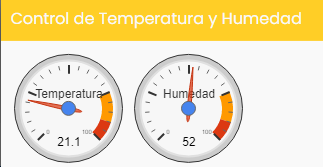 Control de Temperatura y Humedad
Temperatura
Humedad
0 100
0 100
21.1
52